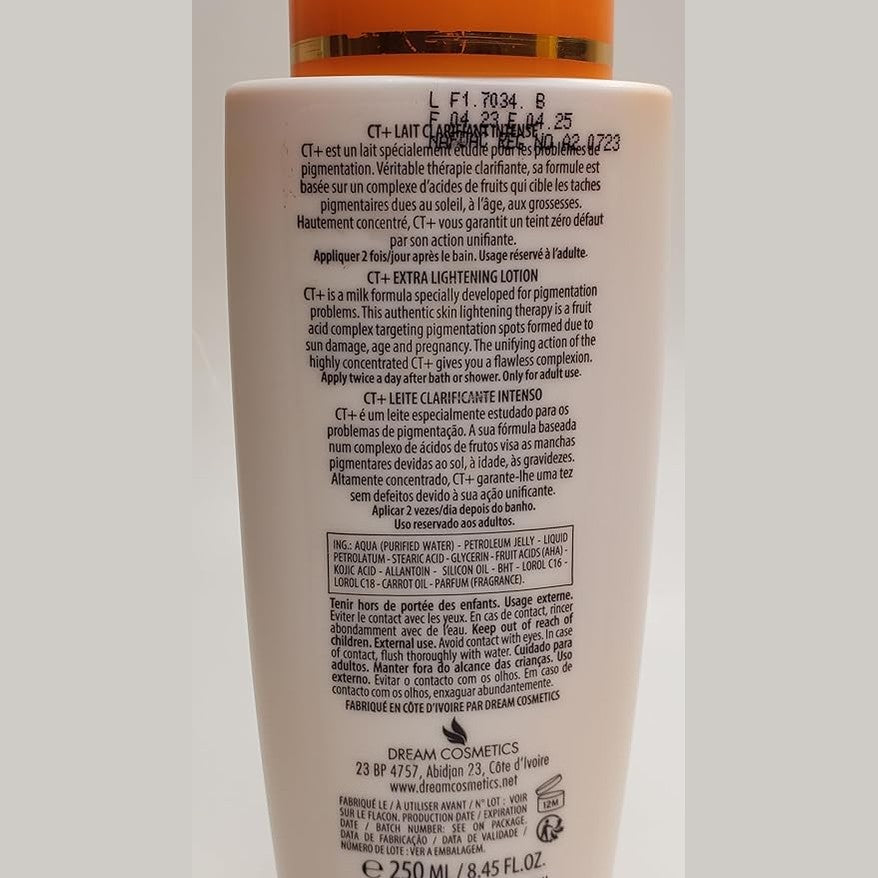 L F1.7034. B
F 04.23 E 04.25
NAFDAC REG NO A2 0723
CT+ LAIT CLARIFIANT INTENSE
CT+ est un lait spécialement étudié pour les problèmes de
pigmentation. Véritable thérapie clarifiante, sa formule est
basée sur un complexe d'acides de fruits qui cible les taches
pigmentaires dues au soleil, à l'âge, aux grossesses.
Hautement concentré, CT+ vous garantit un teint zéro défaut
par son action unifiante.
Appliquer 2 fois/jour après le bain. Usage réservé à l'adulte.
CT+ EXTRA LIGHTENING LOTION
CT+ is a milk formula specially developed for pigmentation
problems. This authentic skin lightening therapy is a fruit
acid complex targeting pigmentation spots formed due to
sun damage, age and pregnancy. The unifying action of the
highly concentrated CT+ gives you a flawless complexion.
Apply twice a day after bath or shower. Only for adult use.
CT+ LEITE CLARIFICANTE INTENSO
CT+ é um leite especialmente estudado para os
problemas de pigmentação. A sua fórmula baseada
num complexo de ácidos de frutos visa as manchas
pigmentares devidas ao sol, à idade, às gravidezes.
Altamente concentrado, CT+ garante-lhe uma tez
sem defeitos devido à sua ação unificante.
Aplicar 2 vezes/dia depois do banho.
Uso reservado aos adultos.
ING.: AQUA (PURIFIED WATER) - PETROLEUM JELLY - LIQUID
PETROLATUM - STEARIC ACID - GLYCERIN - FRUIT ACIDS (AHA) -
KOJIC ACID - ALLANTOIN - SILICON OIL - BHT - LOROL C16 -
LOROL C18 - CARROT OIL - PARFUM (FRAGRANCE).
Tenir hors de portée des enfants. Usage externe.
Eviter le contact avec les yeux. En cas de contact, rincer
abondamment avec de l'eau. Keep out of reach of
children. External use. Avoid contact with eyes. In case
of contact, flush thoroughly with water. Cuidado para
adultos. Manter fora do alcance das crianças. Uso
externo. Evitar o contacto com os olhos. Em caso de
contacto com os olhos, enxaguar abundantemente.
FABRIQUÉ EN CÔTE D'IVOIRE PAR DREAM COSMETICS
DREAM COSMETICS
23 BP 4757, Abidjan 23, Côte d'Ivoire
www.dreamcosmetics.net
FABRIQUÉ LE / À UTILISER AVANT / N° LOT : VOIR
SUR LE FLACON. PRODUCTION DATE / EXPIRATION
DATE / BATCH NUMBER: SEE ON PACKAGE.
DATA DE FABRICAÇÃO / DATA DE VALIDADE /
NÚMERO DE LOTE : VER A EMBALAGEM.
12M
e 250 ML / 8.45 FL.OZ.